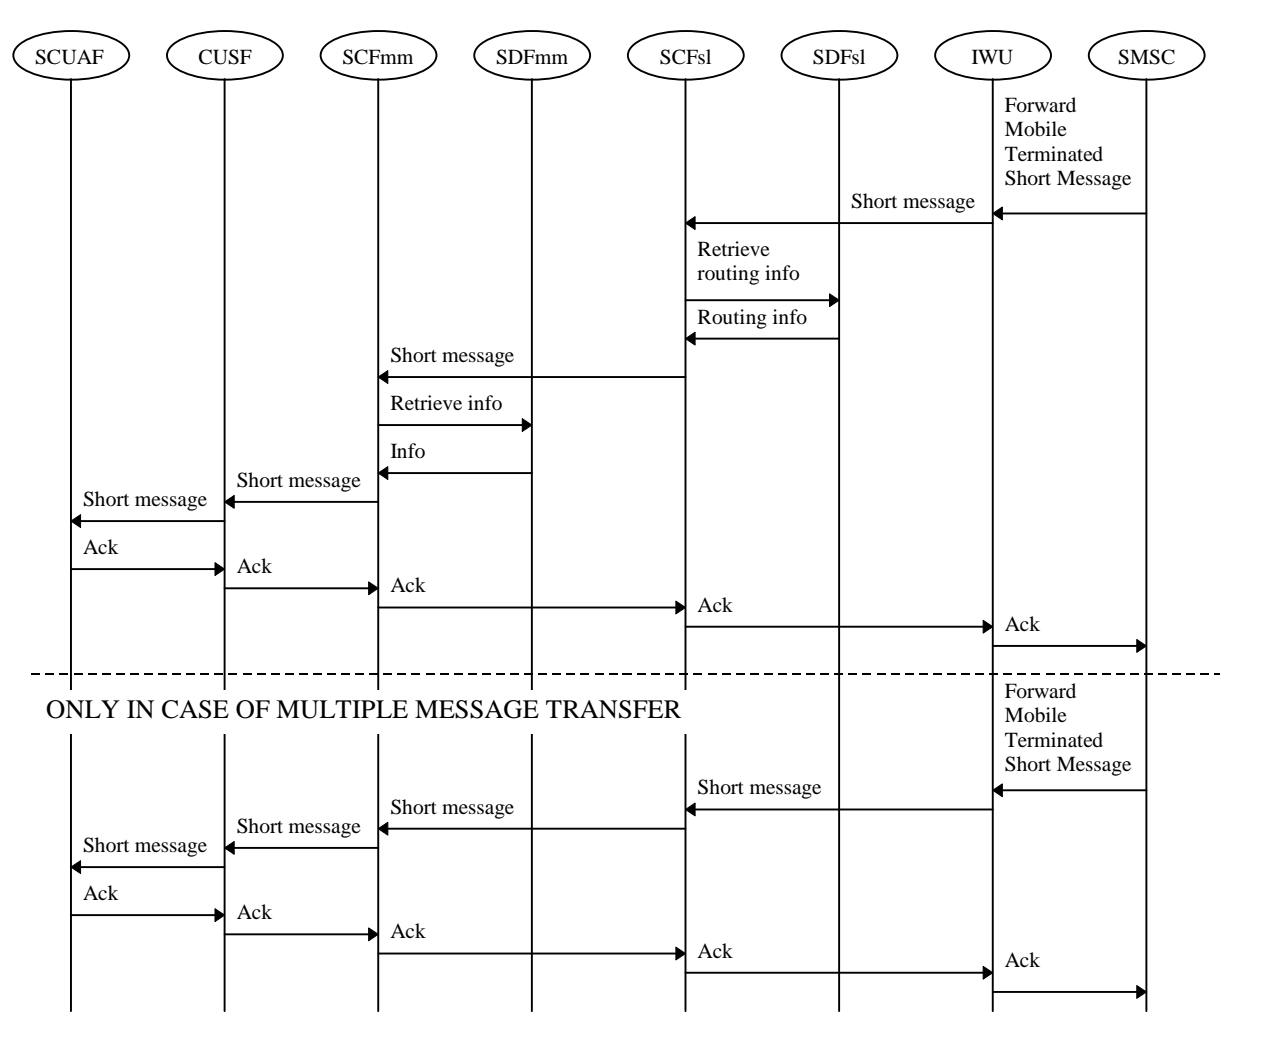 SCUAF CUSF SCFmm SDFmm SCFsl SDFsl IWU SMSC
Forward
Mobile
Terminated
Short Message
Short message
Retrieve
routing info
Routing info
Short message
Retrieve info
Info
Short message
Short message
Ack
Ack
Ack
Ack
Ack
ONLY IN CASE OF MULTIPLE MESSAGE TRANSFER
Forward
Mobile
Terminated
Short Message
Short message
Short message
Short message
Short message
Ack
Ack
Ack
Ack
Ack